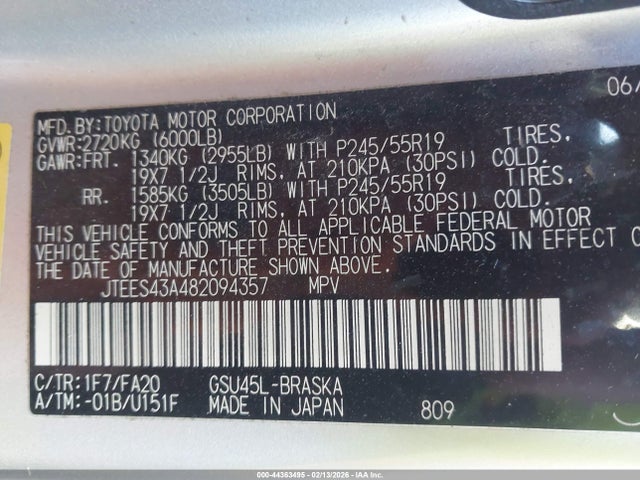 06/
MFD.BY:TOYOTA MOTOR CORPORATION
GVWR:2720KG (6000LB)
GAWR:FRT. 1340KG (2955LB) WITH P245/55R19 TIRES,
19X7 1/2J RIMS, AT 210KPA (30PSI) COLD.
RR. 1585KG (3505LB) WITH P245/55R19 TIRES,
19X7 1/2J RIMS, AT 210KPA (30PSI) COLD.
THIS VEHICLE CONFORMS TO ALL APPLICABLE FEDERAL MOTOR
VEHICLE SAFETY AND THEFT PREVENTION STANDARDS IN EFFECT O
THE DATE OF MANUFACTURE SHOWN ABOVE.
JTEES43A482094357 MPV
C/TR:1F7/FA20 GSU45L-BRASKA
A/TM:-01B/U151F MADE IN JAPAN 809
000-44363495 - 02/13/2026 - IAA Inc.